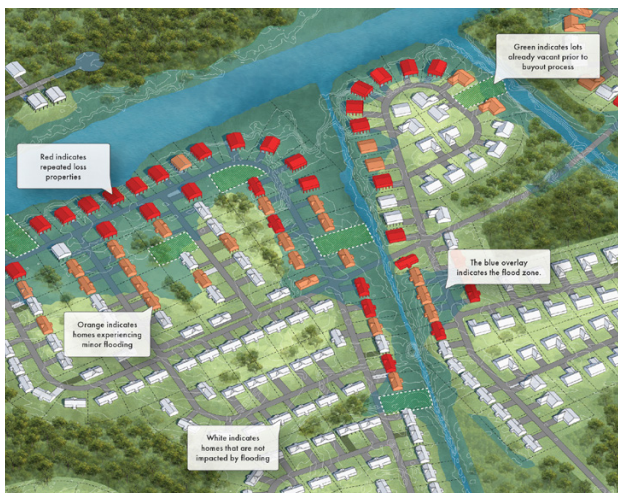 Green indicates lots
already vacant prior to
buyout process
Red indicates
repeated loss
properties
The blue overlay
indicates the flood zone.
Orange indicates
homes experiencing
minor flooding
White indicates
homes that are not
impacted by flooding